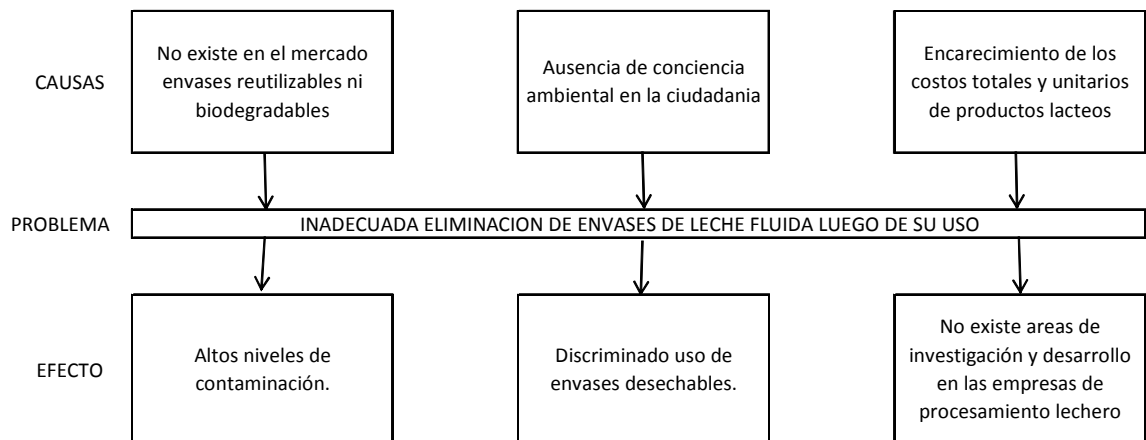 CAUSAS
No existe en el mercado
envases reutilizables ni
biodegradables
Ausencia de conciencia
ambiental en la ciudadania
Encarecimiento de los
costos totales y unitarios
de productos lacteos
PROBLEMA
INADECUADA ELIMINACION DE ENVASES DE LECHE FLUIDA LUEGO DE SU USO
EFECTO
Altos niveles de
contaminación.
Discriminado uso de
envases desechables.
No existe areas de
investigación y desarrollo
en las empresas de
procesamiento lechero